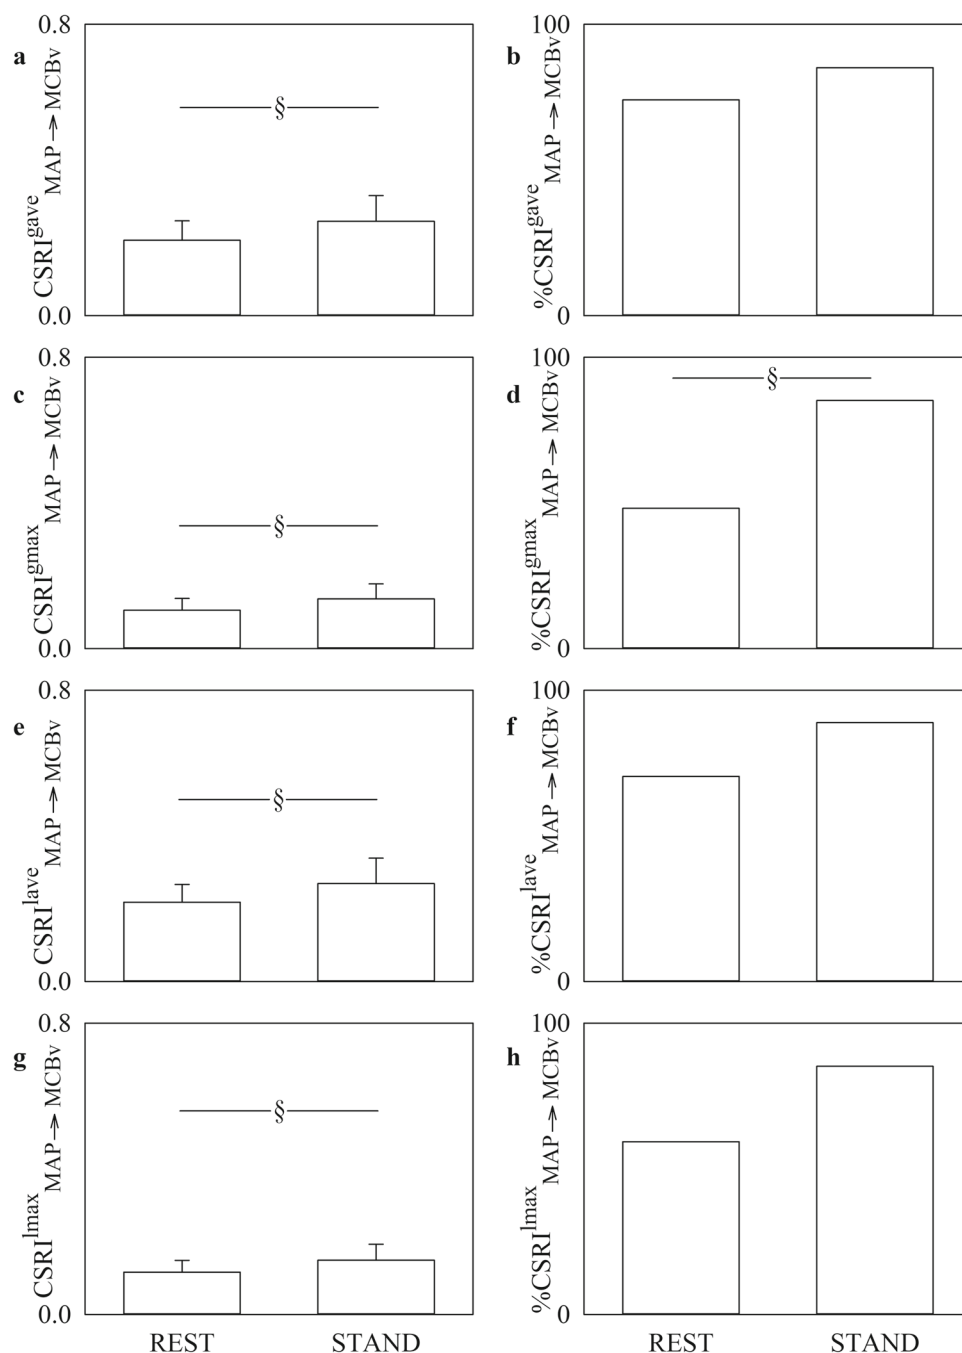 a
0.8
CSRI^gave MAP → MCBv
0.0
§
b
100
%CSRI^gave MAP → MCBv
0
c
0.8
CSRI^gmax MAP → MCBv
0.0
§
d
100
%CSRI^gmax MAP → MCBv
0
§
e
0.8
CSRI^lave MAP → MCBv
0.0
§
f
100
%CSRI^lave MAP → MCBv
0
g
0.8
CSRI^lmax MAP → MCBv
0.0
§
REST STAND
h
100
%CSRI^lmax MAP → MCBv
0
REST STAND